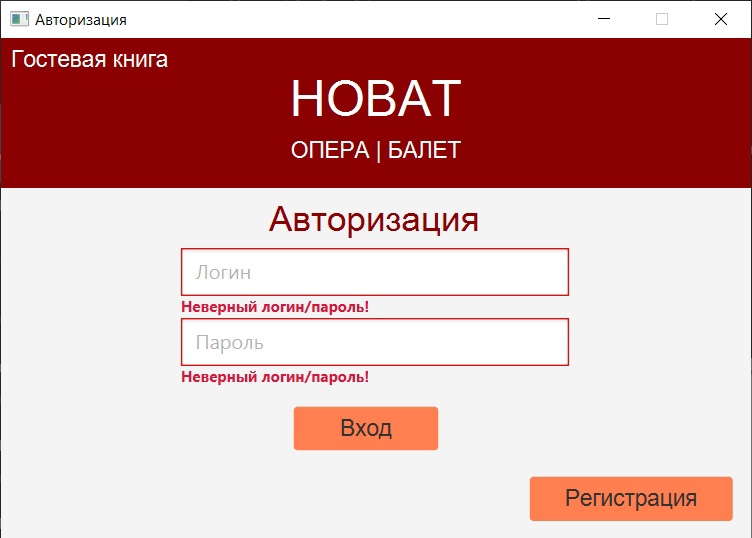 Авторизация
Гостевая книга
НОВАТ
ОПЕРА | БАЛЕТ
Авторизация
Логин
Неверный логин/пароль!
Пароль
Неверный логин/пароль!
Вход
Регистрация